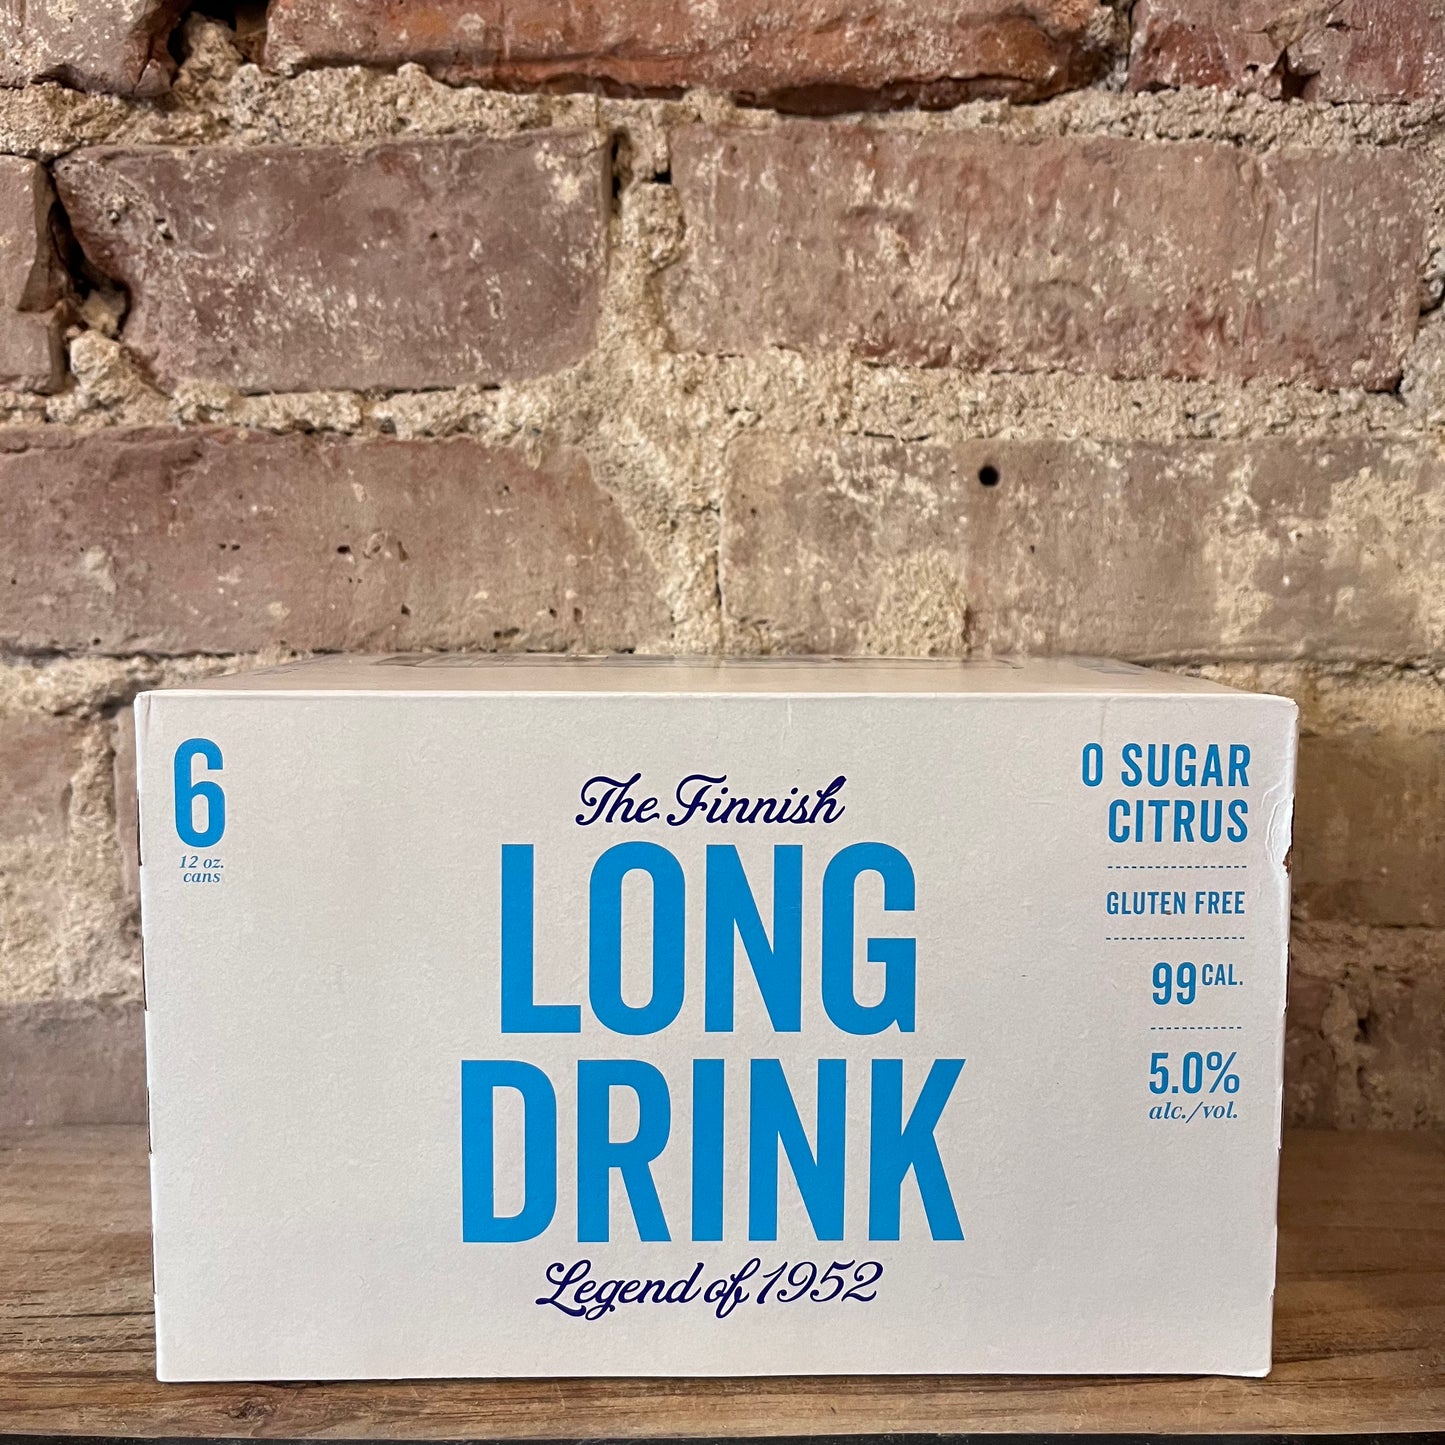 6
12 oz.
cans
The Finnish
LONG
DRINK
Legend of 1952
0 SUGAR
CITRUS
GLUTEN FREE
99 CAL.
5.0%
alc./vol.